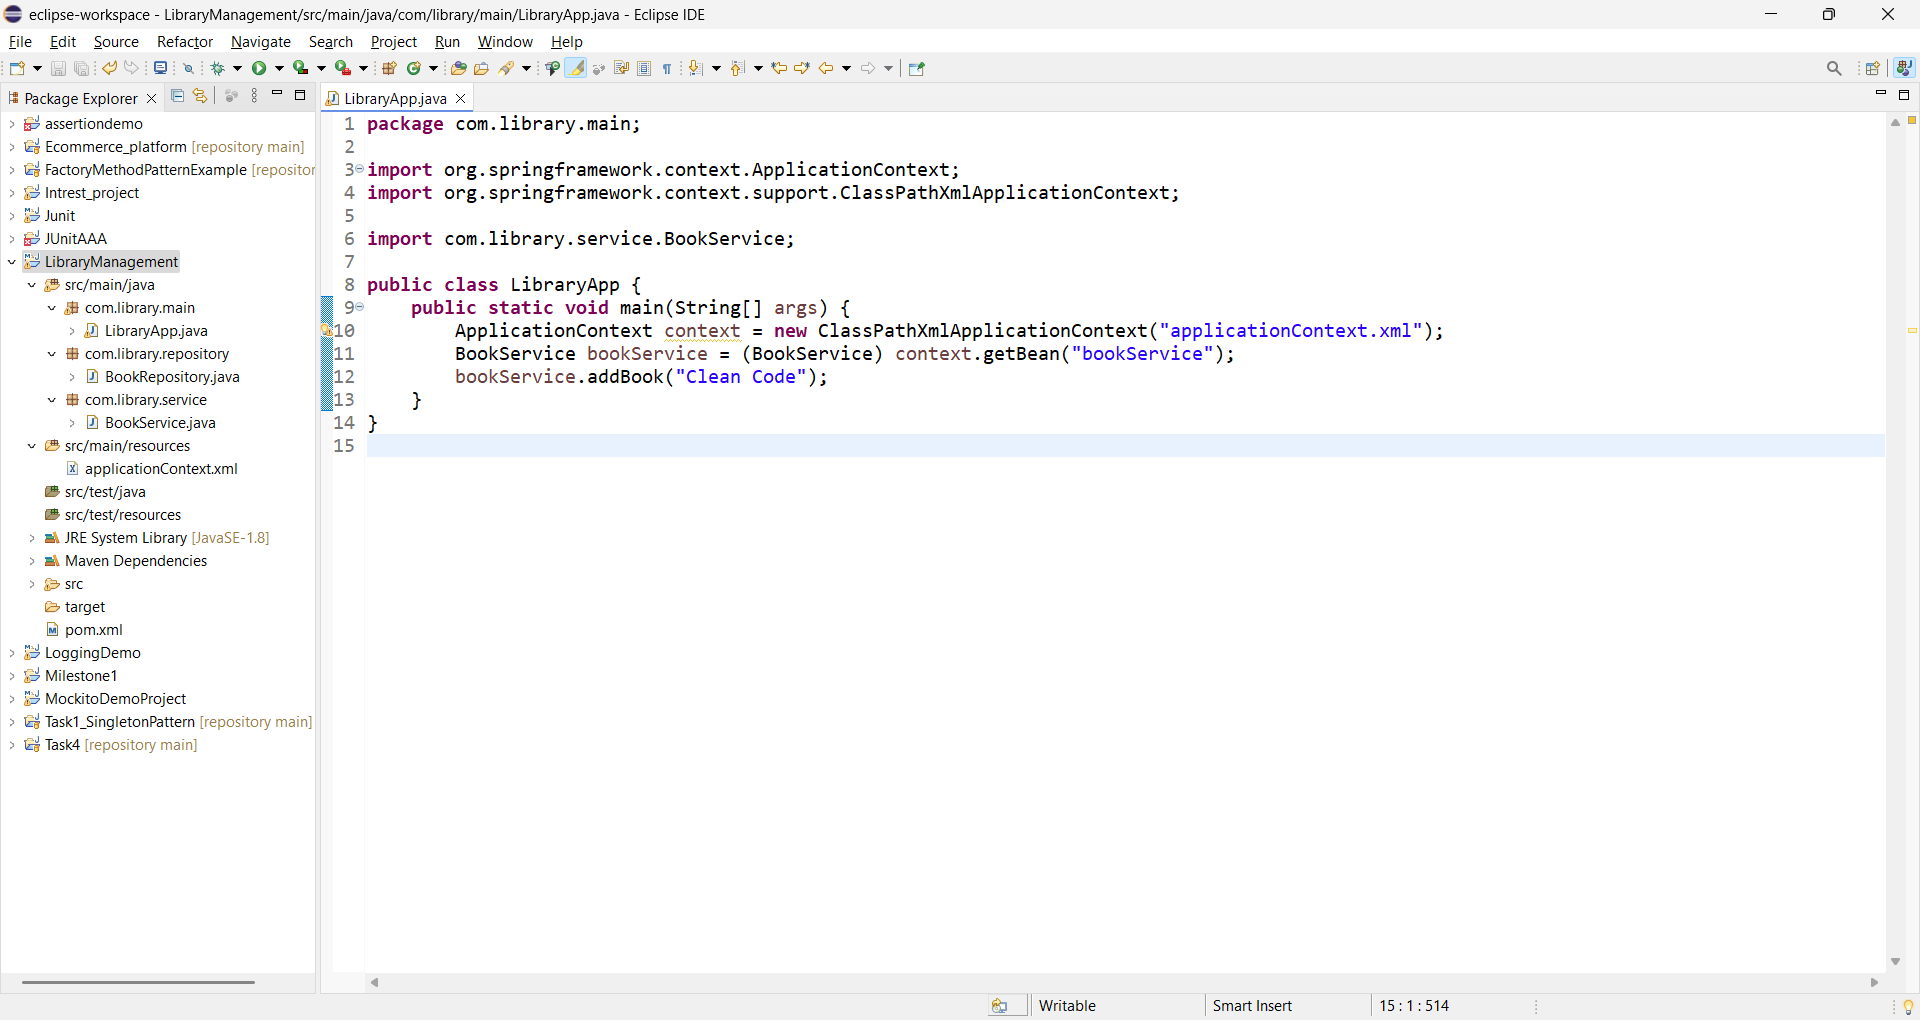 eclipse-workspace - LibraryManagement/src/main/java/com/library/main/LibraryApp.java - Eclipse IDE
File Edit Source Refactor Navigate Search Project Run Window Help
Package Explorer
LibraryApp.java
assertiondemo
Ecommerce_platform [repository main]
FactoryMethodPatternExample [repositor
Intrest_project
Junit
JUnitAAA
LibraryManagement
src/main/java
com.library.main
LibraryApp.java
com.library.repository
BookRepository.java
com.library.service
BookService.java
src/main/resources
applicationContext.xml
src/test/java
src/test/resources
JRE System Library [JavaSE-1.8]
Maven Dependencies
src
target
pom.xml
LoggingDemo
Milestone1
MockitoDemoProject
Task1_SingletonPattern [repository main]
Task4 [repository main]
1 package com.library.main;
2
3 import org.springframework.context.ApplicationContext;
4 import org.springframework.context.support.ClassPathXmlApplicationContext;
5
6 import com.library.service.BookService;
7
8 public class LibraryApp {
9     public static void main(String[] args) {
10         ApplicationContext context = new ClassPathXmlApplicationContext("applicationContext.xml");
11         BookService bookService = (BookService) context.getBean("bookService");
12         bookService.addBook("Clean Code");
13     }
14 }
15
Writable Smart Insert 15 : 1 : 514